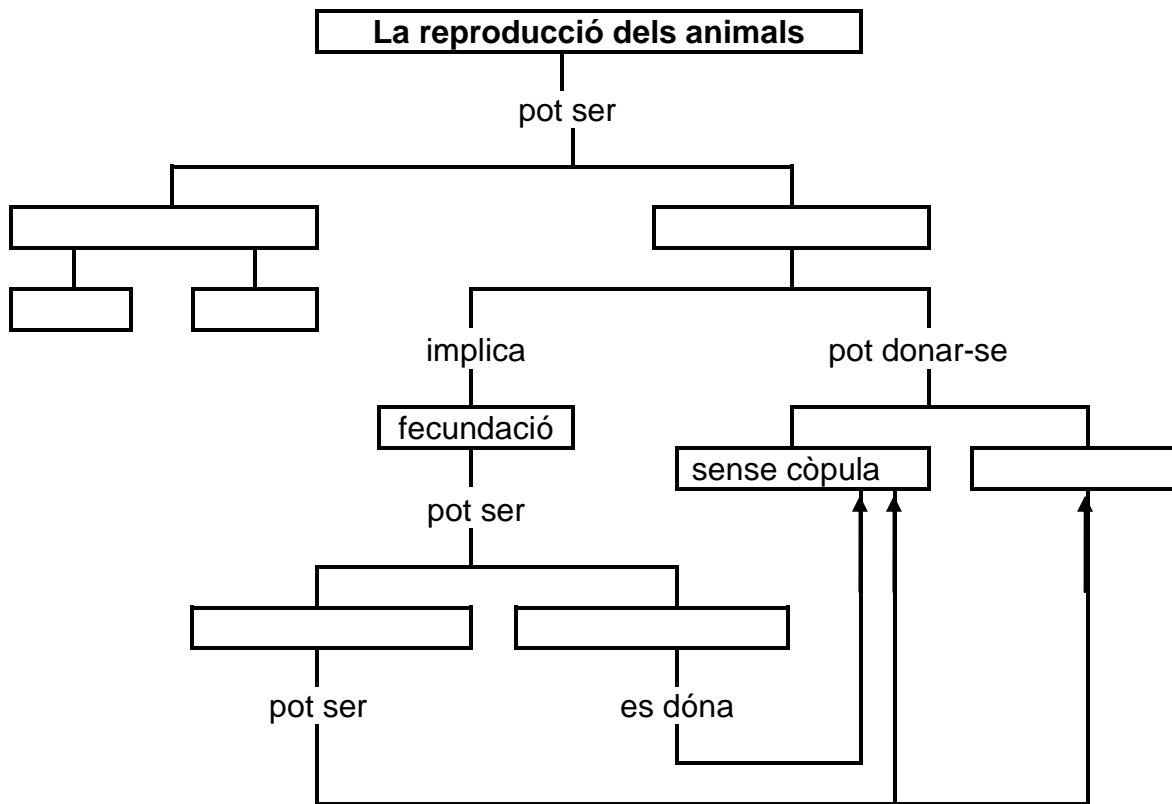 La reproducció dels animals
pot ser
implica
pot donar-se
fecundació
sense còpula
pot ser
pot ser
es dóna